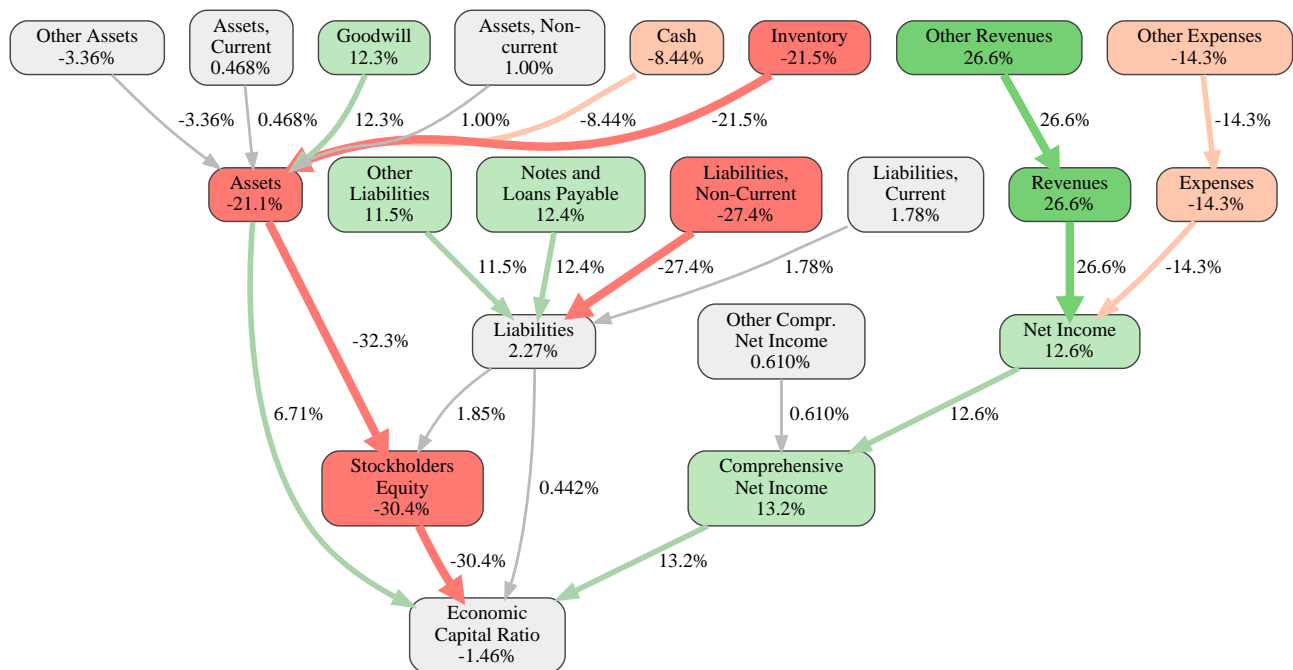 Other Assets
-3.36%
Assets,
Current
0.468%
Goodwill
12.3%
Assets, Non-
current
1.00%
Cash
-8.44%
Inventory
-21.5%
Other Revenues
26.6%
Other Expenses
-14.3%
-3.36%
0.468%
12.3%
1.00%
-8.44%
-21.5%
26.6%
-14.3%
Assets
-21.1%
Other
Liabilities
11.5%
Notes and
Loans Payable
12.4%
Liabilities,
Non-Current
-27.4%
Liabilities,
Current
1.78%
Revenues
26.6%
Expenses
-14.3%
11.5%
12.4%
-27.4%
1.78%
26.6%
-14.3%
-32.3%
Liabilities
2.27%
Other Compr.
Net Income
0.610%
Net Income
12.6%
6.71%
1.85%
0.610%
12.6%
Stockholders
Equity
-30.4%
0.442%
Comprehensive
Net Income
13.2%
-30.4%
13.2%
Economic
Capital Ratio
-1.46%